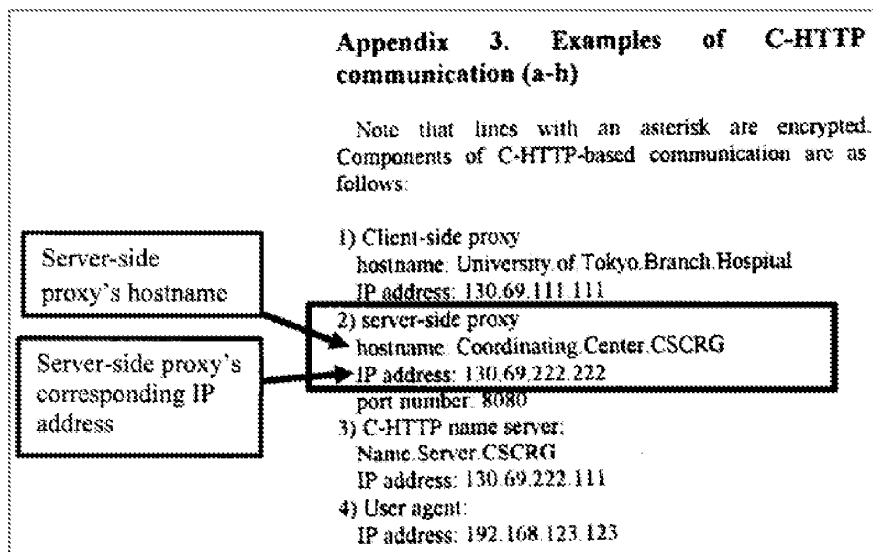 Appendix 3. Examples of C-HTTP
communication (a-h)
Note that lines with an asterisk are encrypted.
Components of C-HTTP-based communication are as
follows:
1) Client-side proxy
hostname: University.of.Tokyo.Branch.Hospital
IP address: 130.69.111.111
2) server-side proxy
hostname: Coordinating.Center.CSCRG
IP address: 130.69.222.222
port number: 8080
3) C-HTTP name server:
Name.Server.CSCRG
IP address: 130.69.222.111
4) User agent:
IP address: 192.168.123.123
Server-side
proxy's hostname
Server-side proxy's
corresponding IP
address